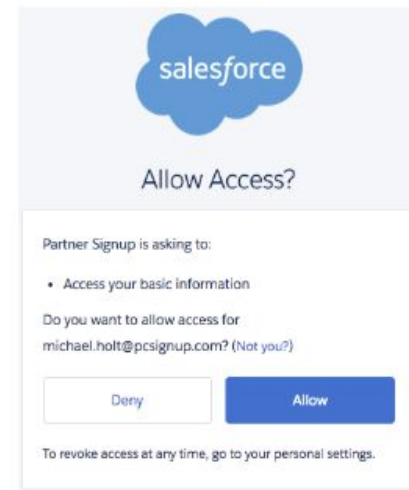 salesforce
Allow Access?
Partner Signup is asking to:
• Access your basic information
Do you want to allow access for
michael.holt@pcsignup.com? (Not you?)
Deny
Allow
To revoke access at any time, go to your personal settings.